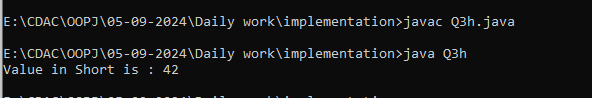 E:\CDAC\OOPJ\05-09-2024\Daily work\implementation>javac Q3h.java
E:\CDAC\OOPJ\05-09-2024\Daily work\implementation>java Q3h
Value in Short is : 42